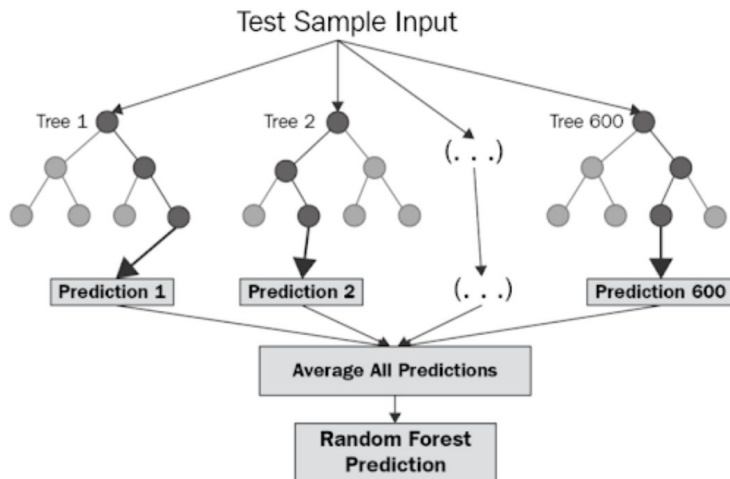 Test Sample Input
Tree 1
Tree 2
(. . .)
Tree 600
Prediction 1
Prediction 2
(. . .)
Prediction 600
Average All Predictions
Random Forest
Prediction